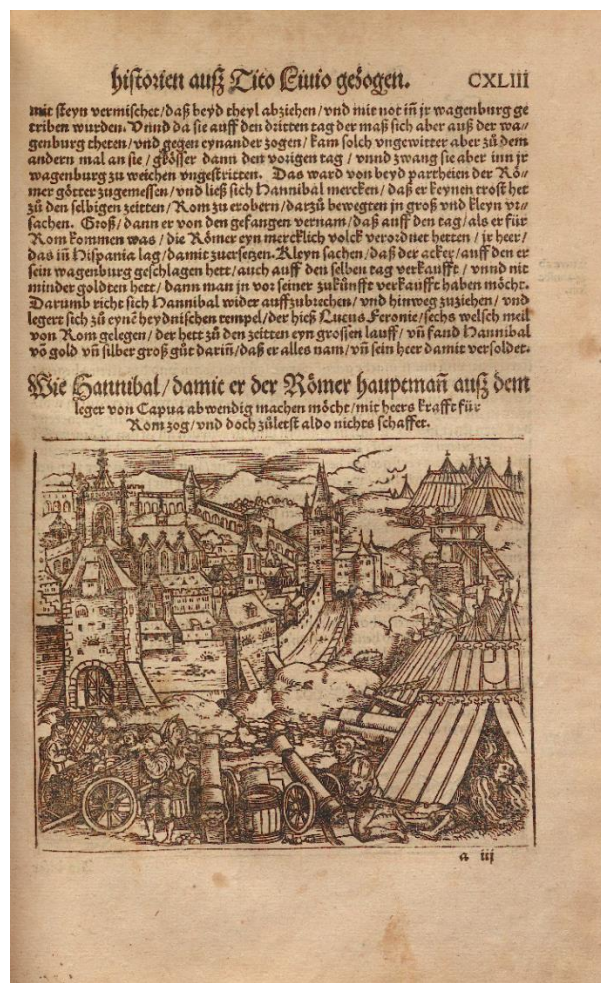 historien auß Tito Liuio gezogen. CXLIII
mit steyn vermischet/daß beyd theyl abziehen/vnd mit not in̄ jr wagenburg ge
triben wurden. Vnnd da sie auff den dritten tag der maß sich aber auß der wa⸗
genburg theten/vnd gegen eynander zogen/kam solch vngewitter aber zů dem
andern mal an sie/grösser dann den vorigen tag/vnnd zwang sie aber inn jr
wagenburg zu weichen vngestritten. Das ward von beyd partheien der Rö⸗
mer götter zugemessen/vnd ließ sich Hannibal mercken/daß er keynen trost het
zů den selbigen zeitten/Rom zu erobern/darzů bewegten jn groß vnd kleyn vr⸗
sachen. Groß/dann er von den gefangen vernam/daß auff den tag/als er für
Rom kommen was/die Römer eyn mercklich volck verordnet hetten/jr heer/
das in̄ Hispania lag/damit zuersetzen. Kleyn sachen/daß der acker/auff den er
sein wagenburg geschlagen hett/auch auff den selben tag verkaufft/vnnd nit
minder goldten hett/dann man jn vor seiner zukůnfft verkaufft haben möcht.
Darumb richt sich Hannibal wider auffzubrechen/vnd hinweg zuziehen/vnd
legert sich zů eynē heydnischen tempel/der hieß Lucus Feronie/sechs welsch meil
von Rom gelegen/der hett zů den zeitten eyn grossen lauff/vn̄ fand Hannibal
vō gold vn̄ silber groß gůt darin̄/daß er alles nam/vn̄ sein heer damit versoldet.
Wie Hannibal/damit er der Römer hauptman̄ auß dem
leger von Capua abwendig machen möcht/mit heers krafft für
Rom zog/vnd doch zůletst aldo nichts schaffet.
a iij